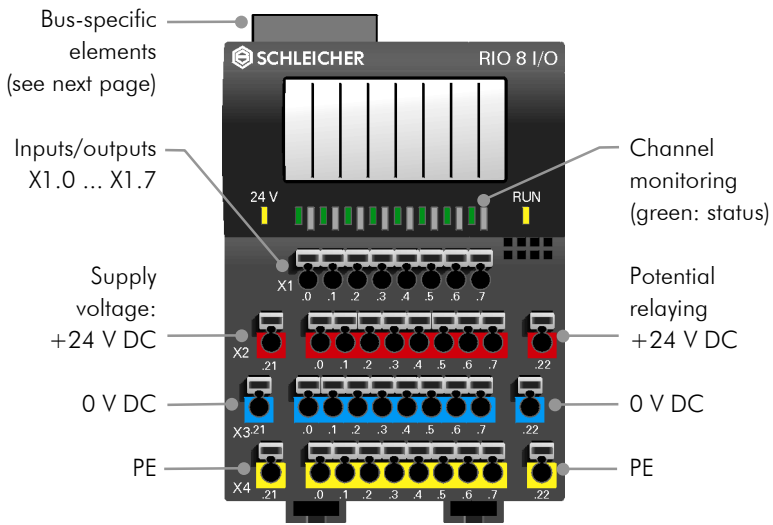 Bus-specific
elements
(see next page)
SCHLEICHER
RIO 8 I/O
Inputs/outputs
X1.0 ... X1.7
Channel
monitoring
(green: status)
24 V
RUN
X1
.0 .1 .2 .3 .4 .5 .6 .7
Supply
voltage:
+24 V DC
Potential
relaying
+24 V DC
X2
.21 .0 .1 .2 .3 .4 .5 .6 .7 .22
0 V DC
0 V DC
X3
.21 .0 .1 .2 .3 .4 .5 .6 .7 .22
PE
PE
X4
.21 .0 .1 .2 .3 .4 .5 .6 .7 .22